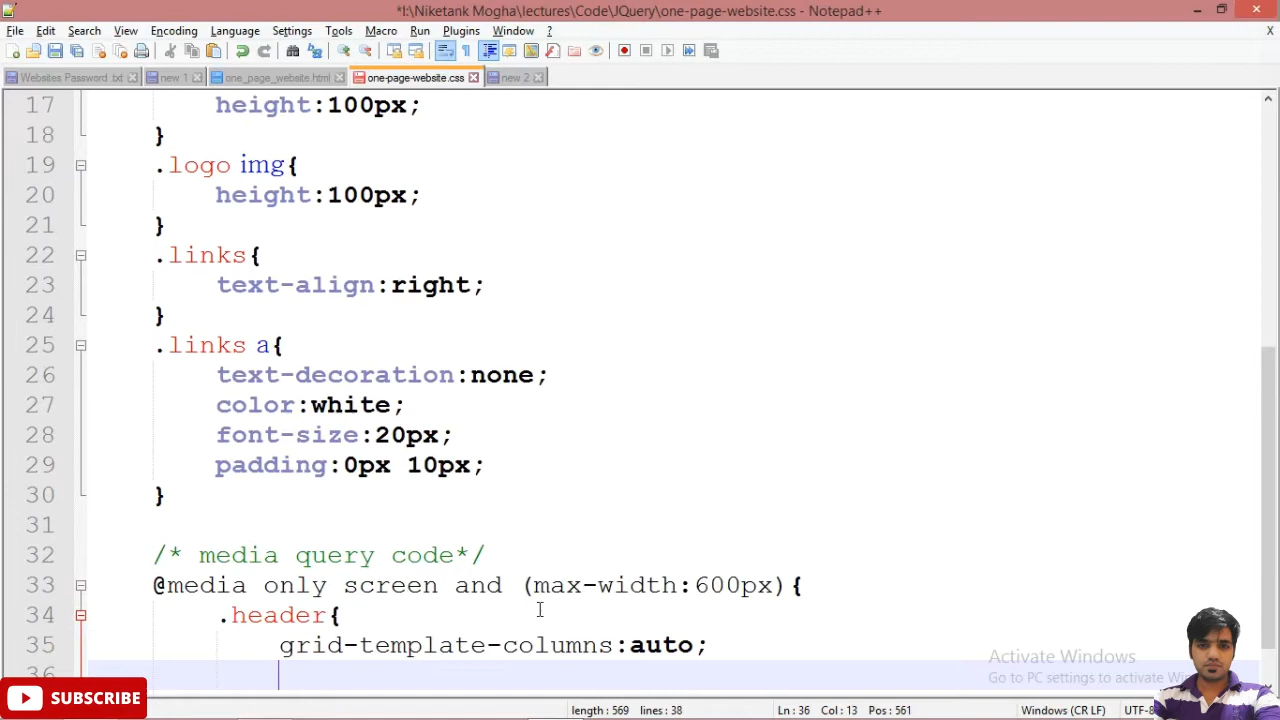 *I:\Niketank Mogha\lectures\Code\JQuery\one-page-website.css - Notepad++
File Edit Search View Encoding Language Settings Tools Macro Run Plugins Window ? X
Websites Password .txt new 1 one_page_website.html one-page-website.css new 2
17 height:100px;
18 }
19 .logo img{
20 height:100px;
21 }
22 .links{
23 text-align:right;
24 }
25 .links a{
26 text-decoration:none;
27 color:white;
28 font-size:20px;
29 padding:0px 10px;
30 }
31
32 /* media query code*/
33 @media only screen and (max-width:600px){
34 .header{
35 grid-template-columns:auto;
36
Activate Windows
Go to PC settings to activate
SUBSCRIBE
length : 569 lines : 38 Ln : 36 Col : 13 Pos : 561 Windows (CR LF) UTF-8